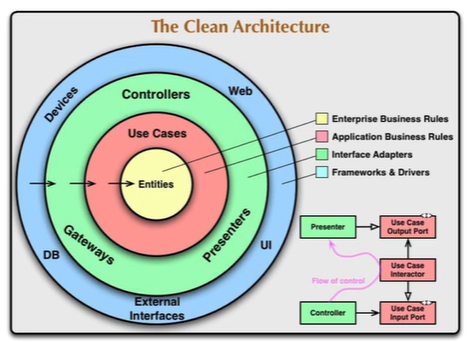 The Clean Architecture
Devices
Web
Controllers
Use Cases
Entities
Gateways
Presenters
DB
UI
External
Interfaces
Enterprise Business Rules
Application Business Rules
Interface Adapters
Frameworks & Drivers
Presenter
Use Case
Output Port
Flow of control
Use Case
Interactor
Controller
Use Case
Input Port